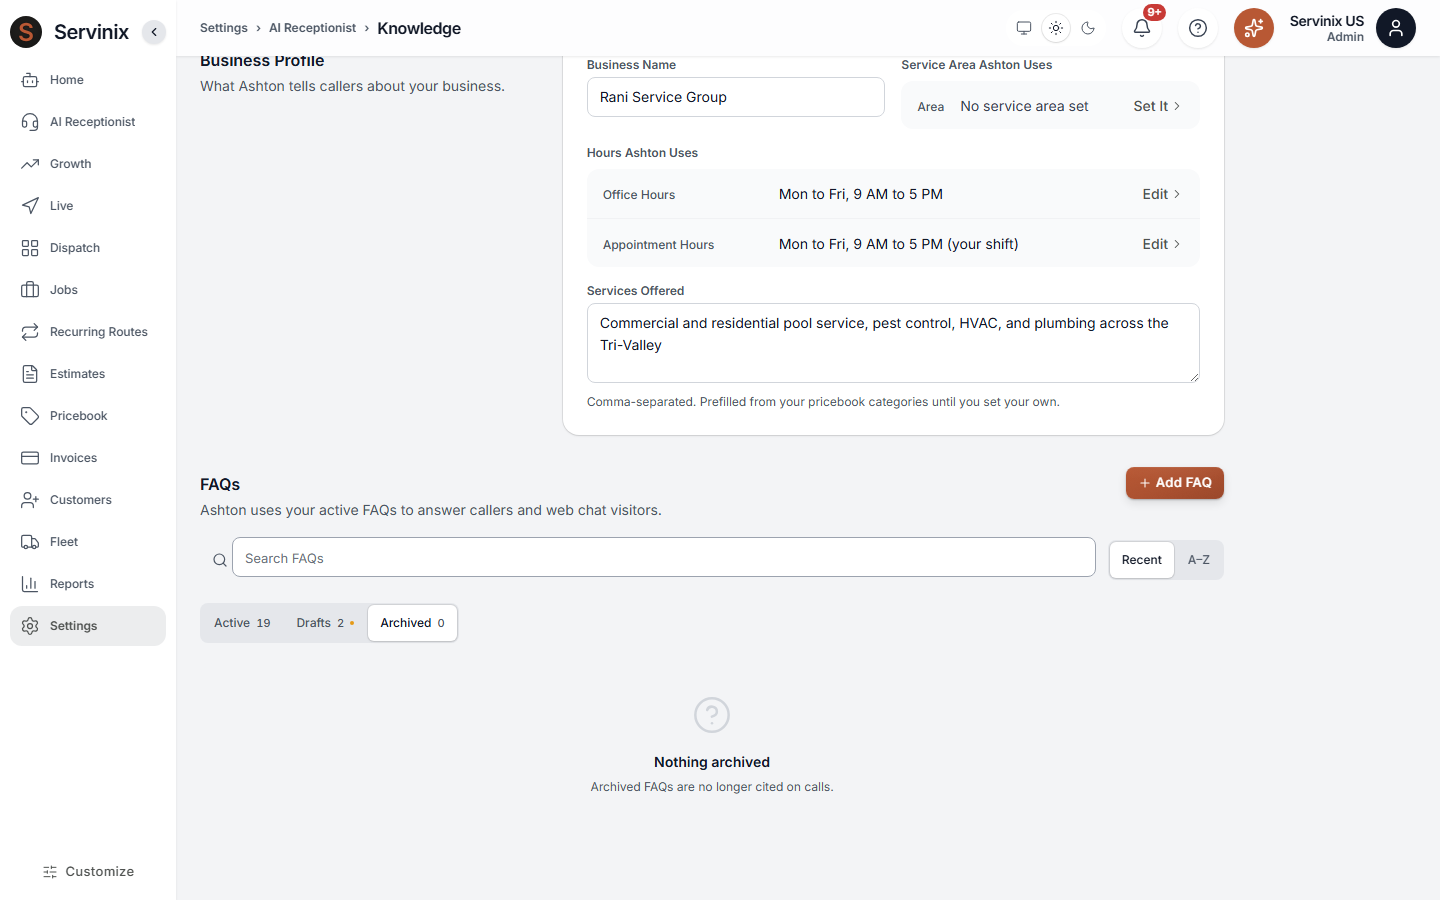 S Servinix
Home
AI Receptionist
Growth
Live
Dispatch
Jobs
Recurring Routes
Estimates
Pricebook
Invoices
Customers
Fleet
Reports
Settings
Customize
Settings › AI Receptionist › Knowledge
9+
Servinix US
Admin
Business Profile
What Ashton tells callers about your business.
Business Name
Rani Service Group
Service Area Ashton Uses
Area No service area set Set It
Hours Ashton Uses
Office Hours Mon to Fri, 9 AM to 5 PM Edit
Appointment Hours Mon to Fri, 9 AM to 5 PM (your shift) Edit
Services Offered
Commercial and residential pool service, pest control, HVAC, and plumbing across the
Tri-Valley
Comma-separated. Prefilled from your pricebook categories until you set your own.
FAQs
+ Add FAQ
Ashton uses your active FAQs to answer callers and web chat visitors.
Search FAQs
Recent A–Z
Active 19 Drafts 2 • Archived 0
Nothing archived
Archived FAQs are no longer cited on calls.